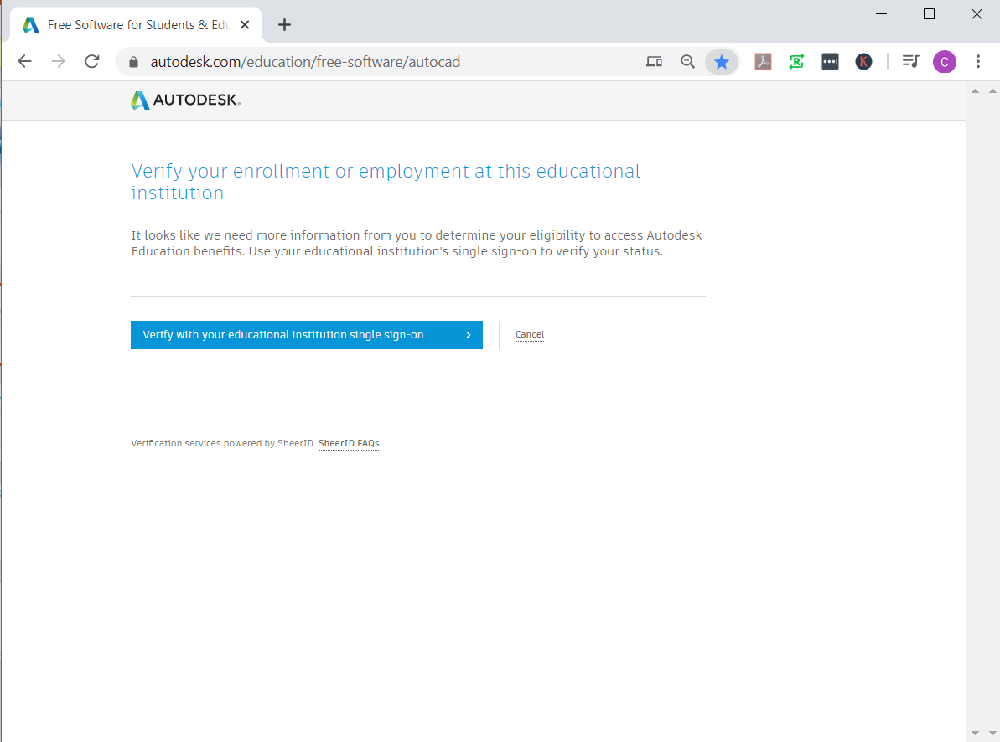 Free Software for Students & Edu
autodesk.com/education/free-software/autocad
C
AUTODESK.
Verify your enrollment or employment at this educational
institution
It looks like we need more information from you to determine your eligibility to access Autodesk
Education benefits. Use your educational institution's single sign-on to verify your status.
Verify with your educational institution single sign-on.
Cancel
Verification services powered by SheerID. SheerID FAQs